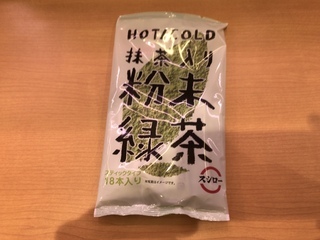 HOT/COLD
抹茶入り
粉末
緑茶
スティックタイプ
18本入り
スシロー